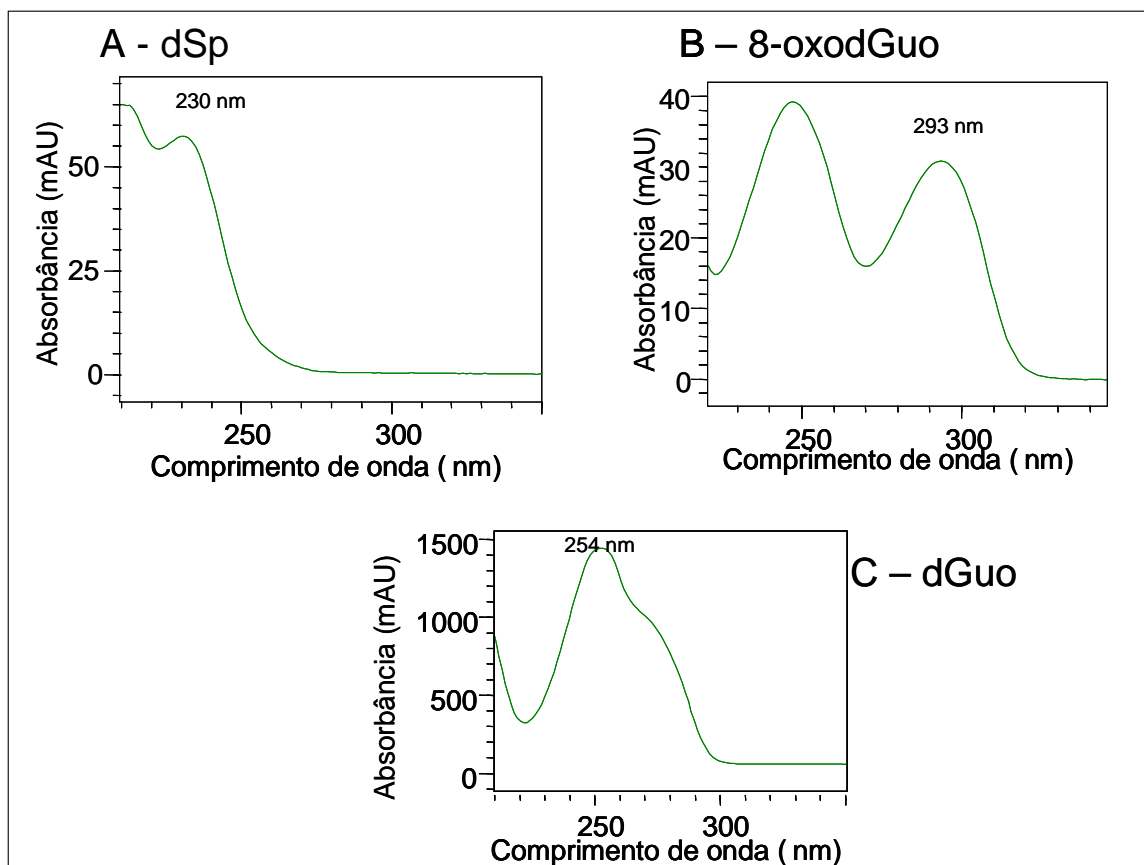 A - dSp
230 nm
Absorbância (mAU)
50
25
0
250
300
Comprimento de onda ( nm)
B – 8-oxodGuo
293 nm
Absorbância (mAU)
40
30
20
10
0
250
300
Comprimento de onda ( nm)
C – dGuo
254 nm
Absorbância (mAU)
1500
1000
500
0
250
300
Comprimento de onda ( nm)